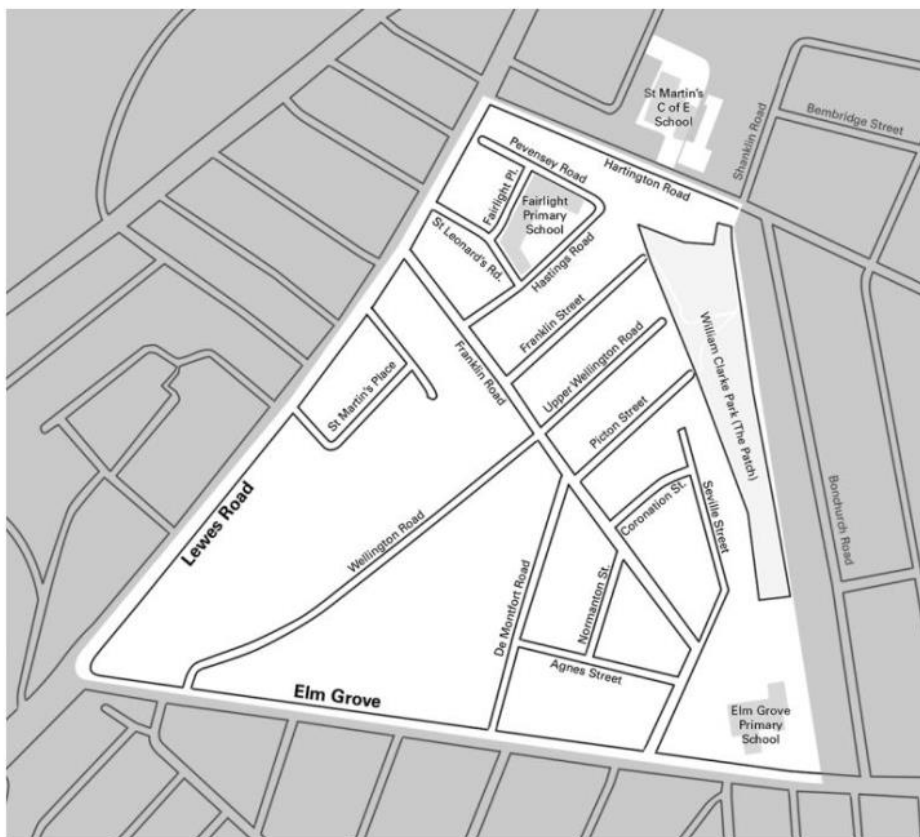 St Martin's
C of E
School
Shanklin Road
Bembridge Street
Hartington Road
Pevensey Road
Fairlight Pl.
Fairlight
Primary
School
St Leonard's Rd.
Hastings Road
Franklin Street
Franklin Road
Upper Wellington Road
William Clarke Park (The Patch)
St Martin's Place
Picton Street
Lewes Road
Wellington Road
Coronation St.
Seville Street
Bonchurch Road
De Montfort Road
Normanton St.
Agnes Street
Elm Grove
Elm Grove
Primary
School